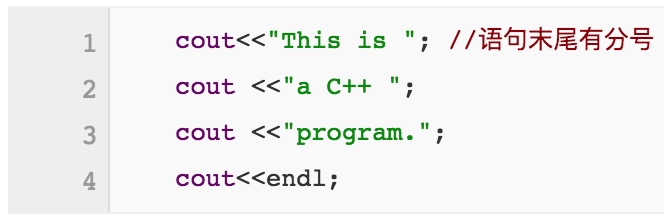 1 cout<<"This is "; //语句末尾有分号
2 cout <<"a C++ ";
3 cout <<"program.";
4 cout<<endl;